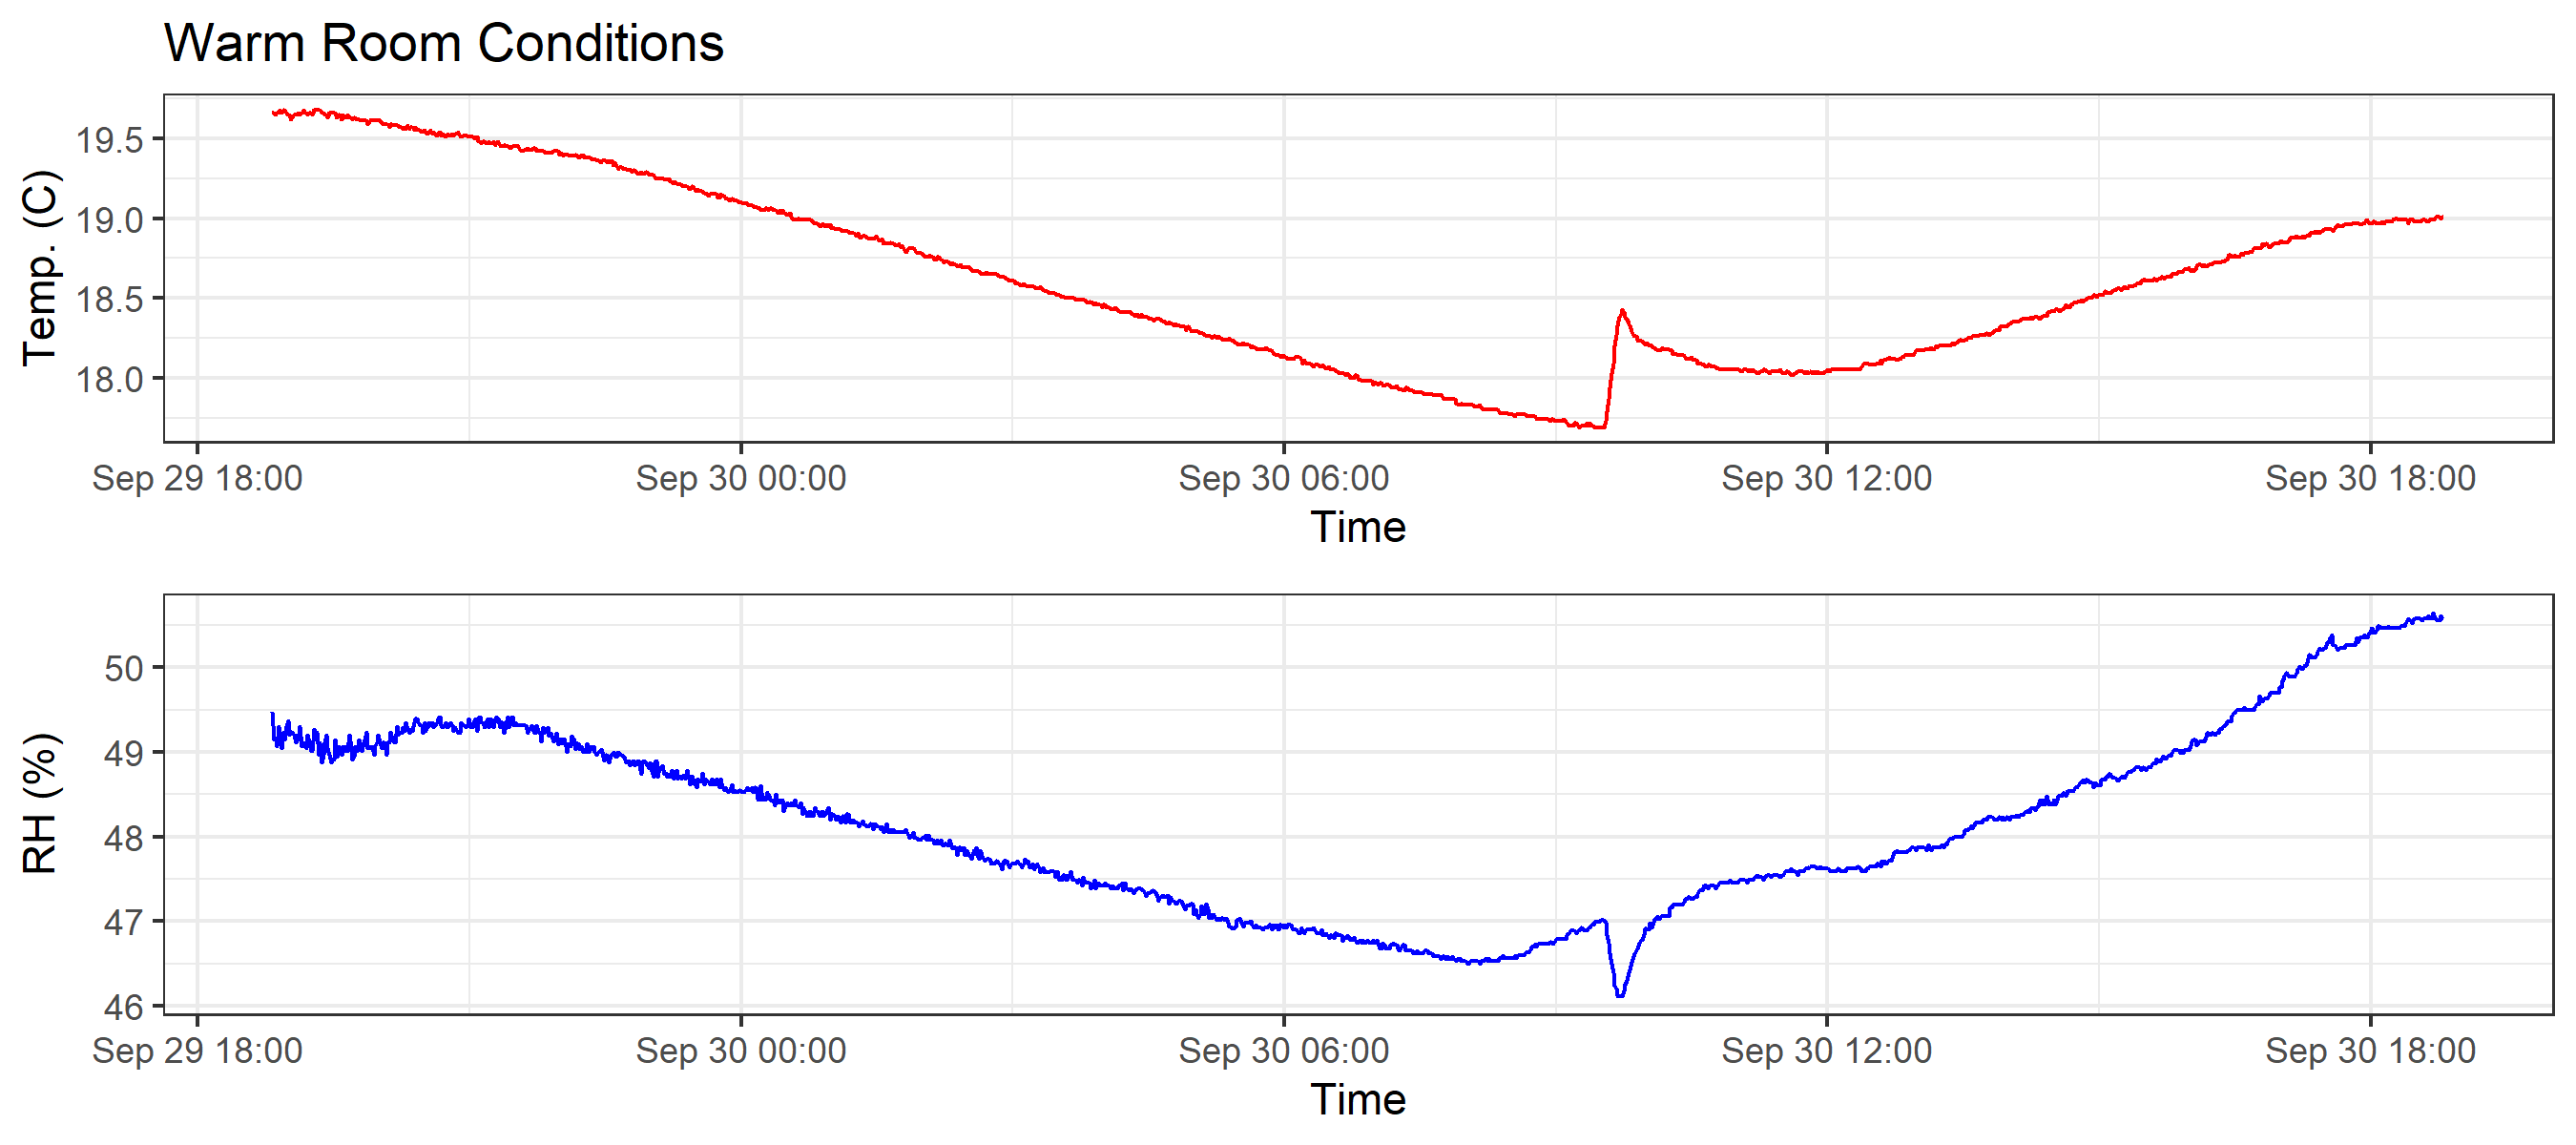 Warm Room Conditions
Temp. (C)
19.5
19.0
18.5
18.0
Sep 29 18:00 Sep 30 00:00 Sep 30 06:00 Sep 30 12:00 Sep 30 18:00
Time
RH (%)
50
49
48
47
46
Sep 29 18:00 Sep 30 00:00 Sep 30 06:00 Sep 30 12:00 Sep 30 18:00
Time